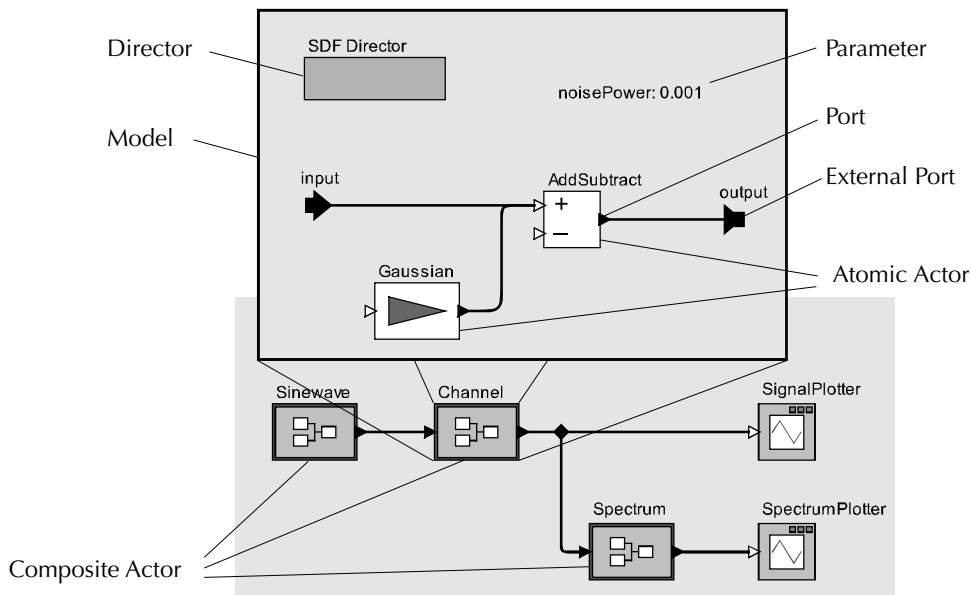 Director
SDF Director
Parameter
noisePower: 0.001
Model
Port
input
AddSubtract
External Port
output
+
−
Gaussian
Atomic Actor
Sinewave
Channel
SignalPlotter
Spectrum
SpectrumPlotter
Composite Actor